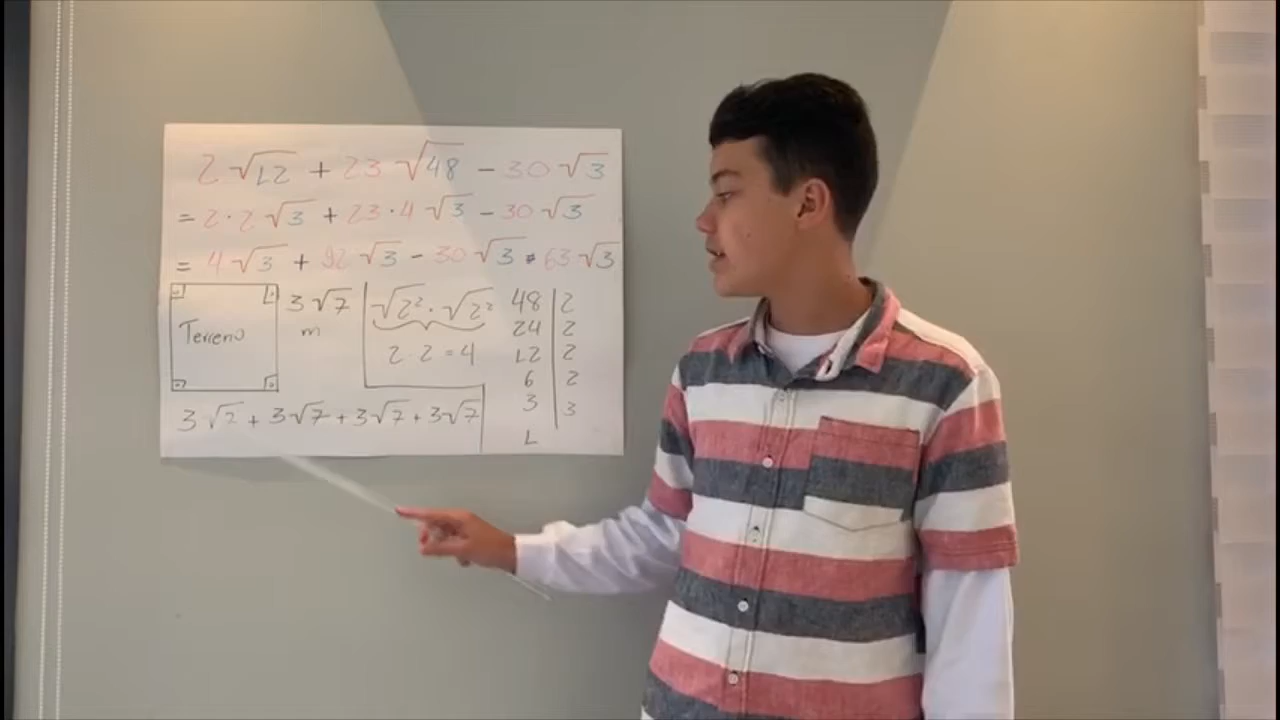 2√12 + 23√48 - 30√3
= 2·2√3 + 23·4√3 - 30√3
= 4√3 + 92√3 - 30√3 = 63√3
Terreno
3√7
m
√2² · √2²
2·2=4
48 | 2
24 | 2
12 | 2
6 | 2
3 | 3
1
3√7 + 3√7 + 3√7 + 3√7